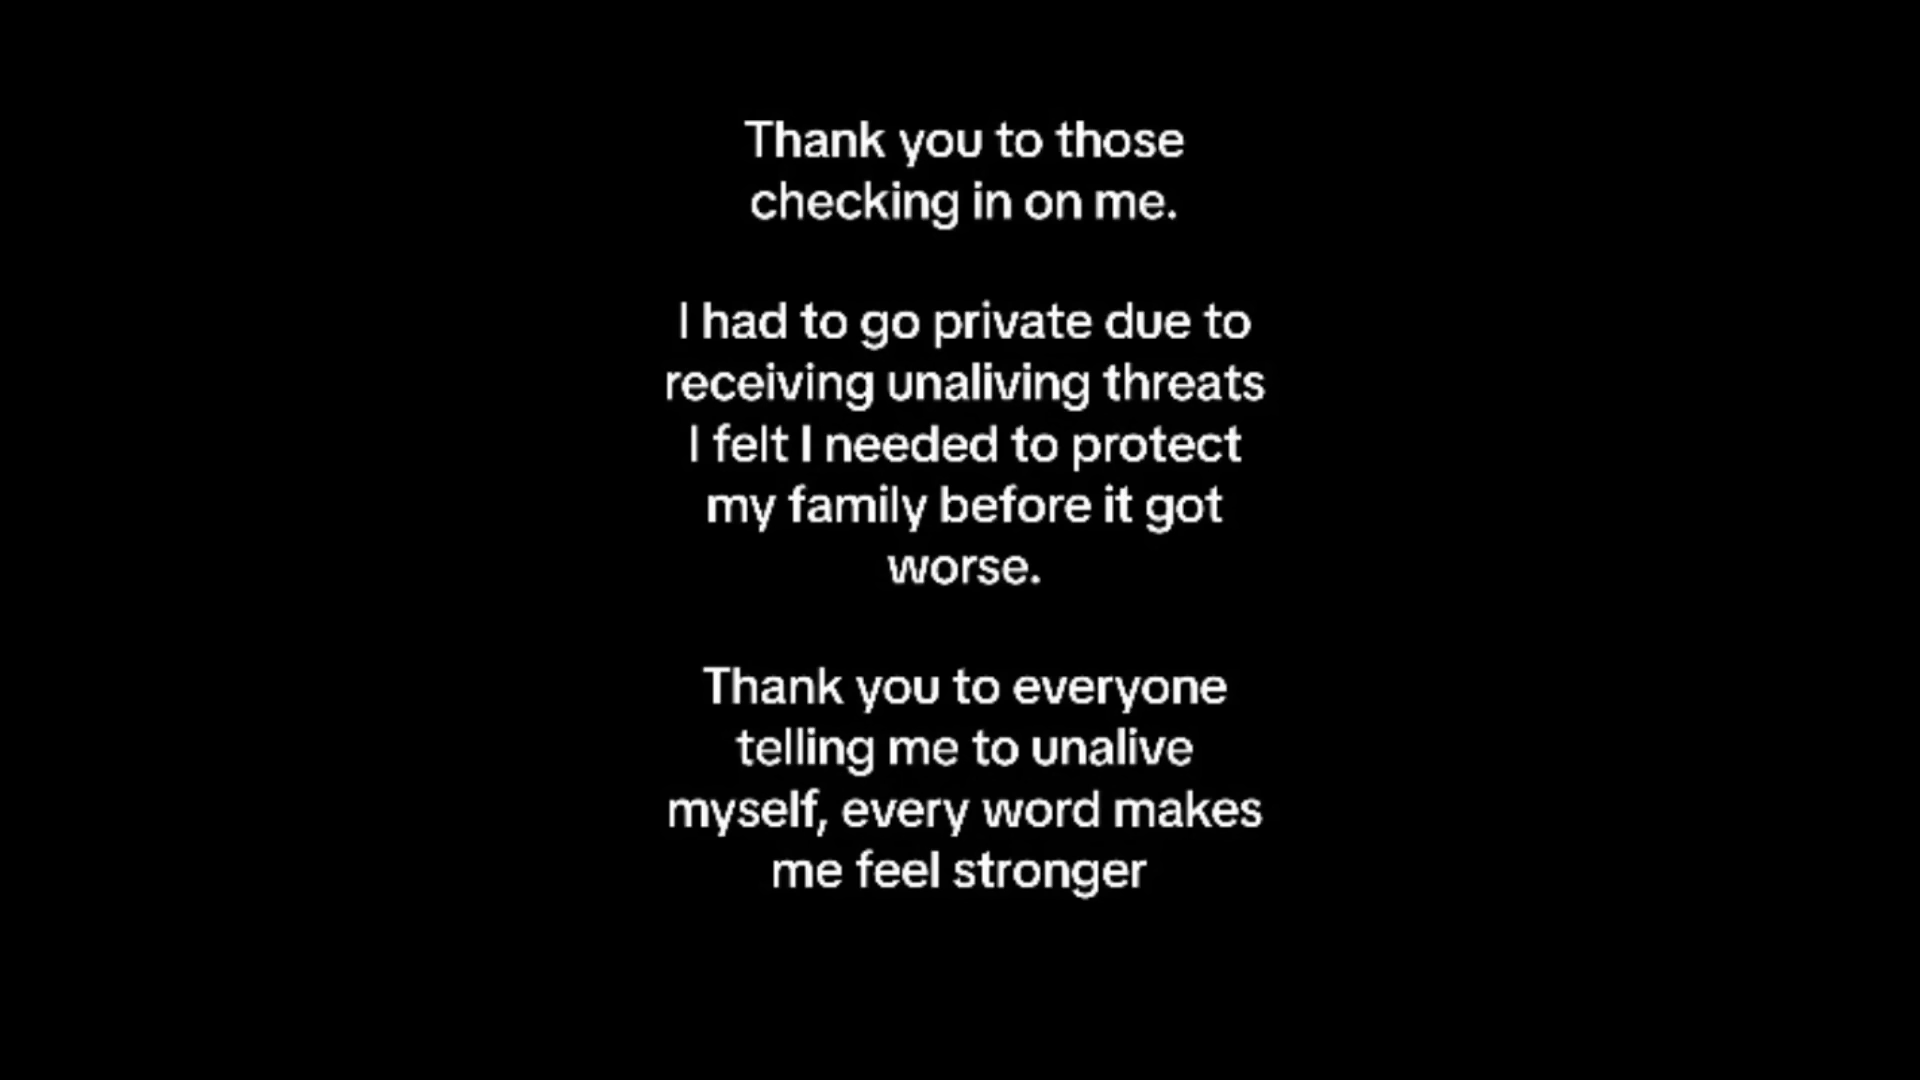 Thank you to those
checking in on me.
I had to go private due to
receiving unaliving threats
I felt I needed to protect
my family before it got
worse.
Thank you to everyone
telling me to unalive
myself, every word makes
me feel stronger